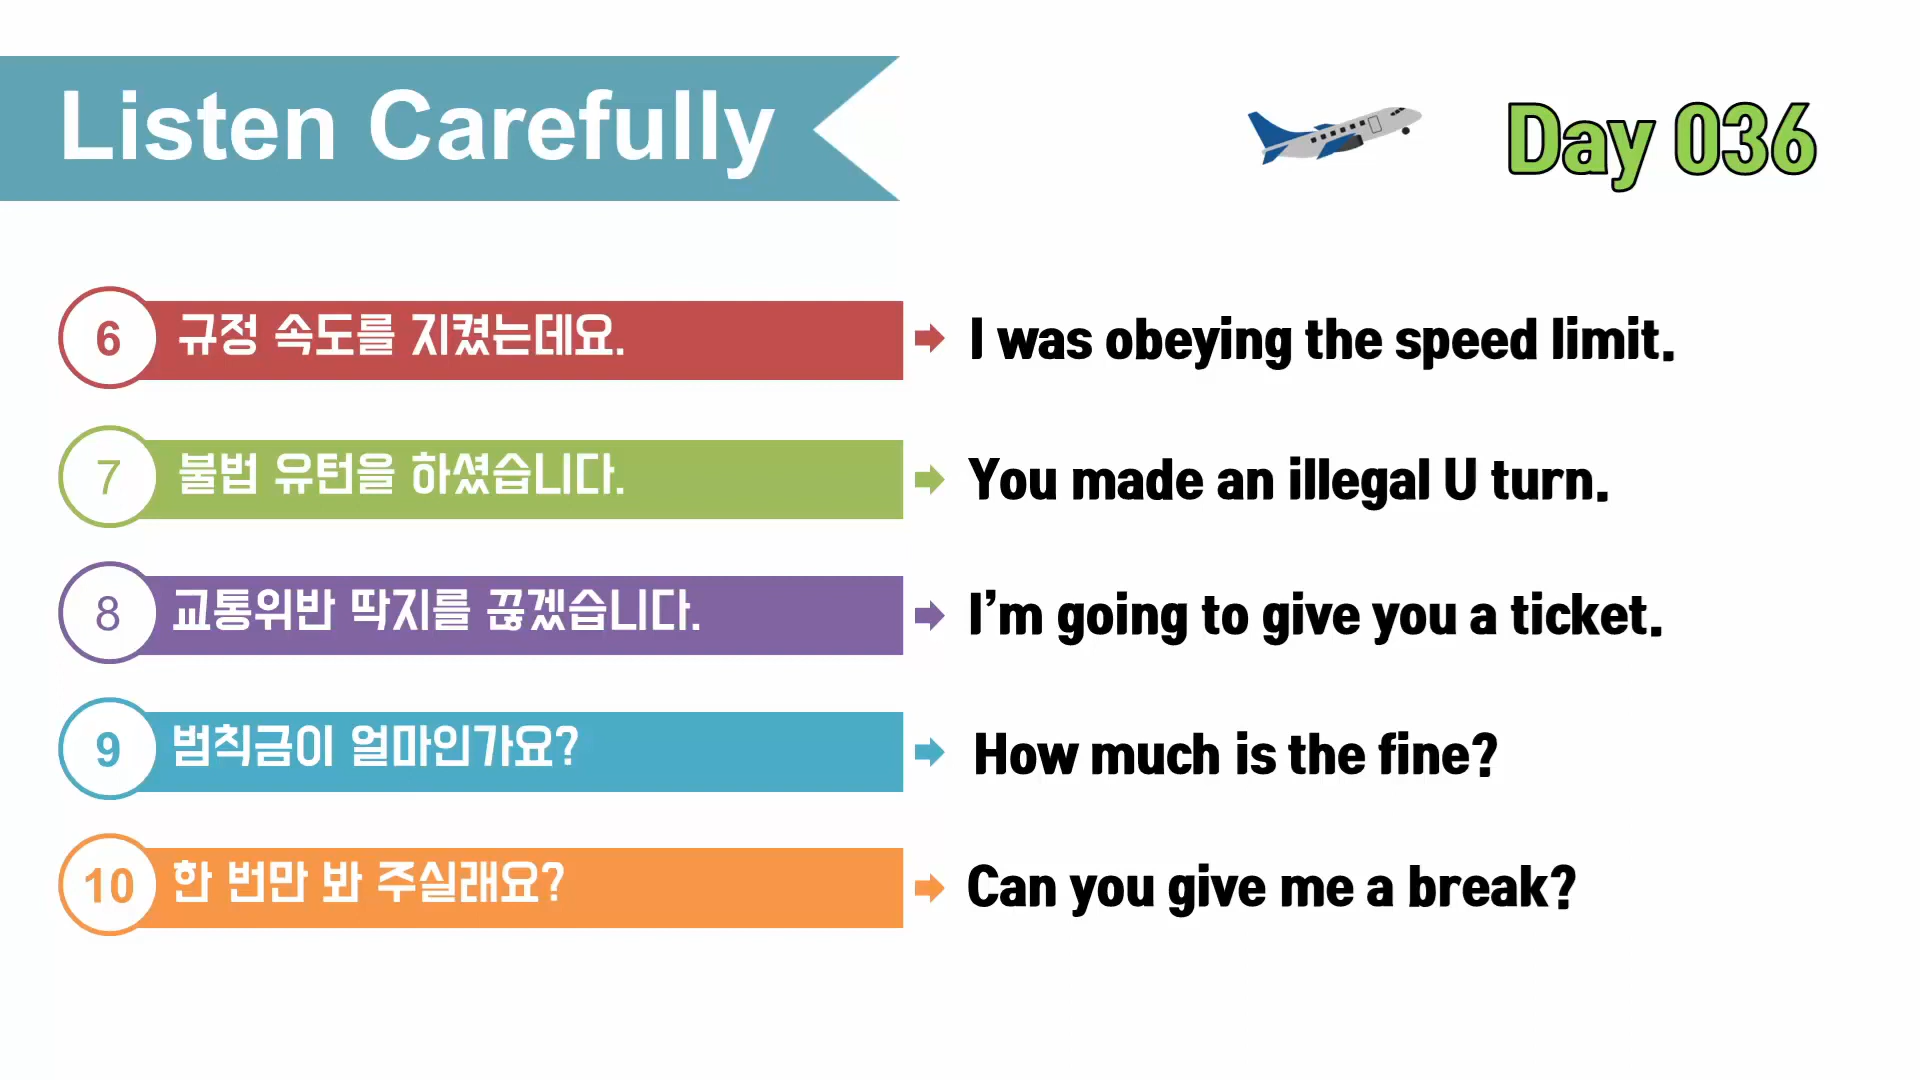 Listen Carefully
Day 036
6 규정 속도를 지켰는데요. I was obeying the speed limit.
7 불법 유턴을 하셨습니다. You made an illegal U turn.
8 교통위반 딱지를 끊겠습니다. I'm going to give you a ticket.
9 범칙금이 얼마인가요? How much is the fine?
10 한 번만 봐 주실래요? Can you give me a break?